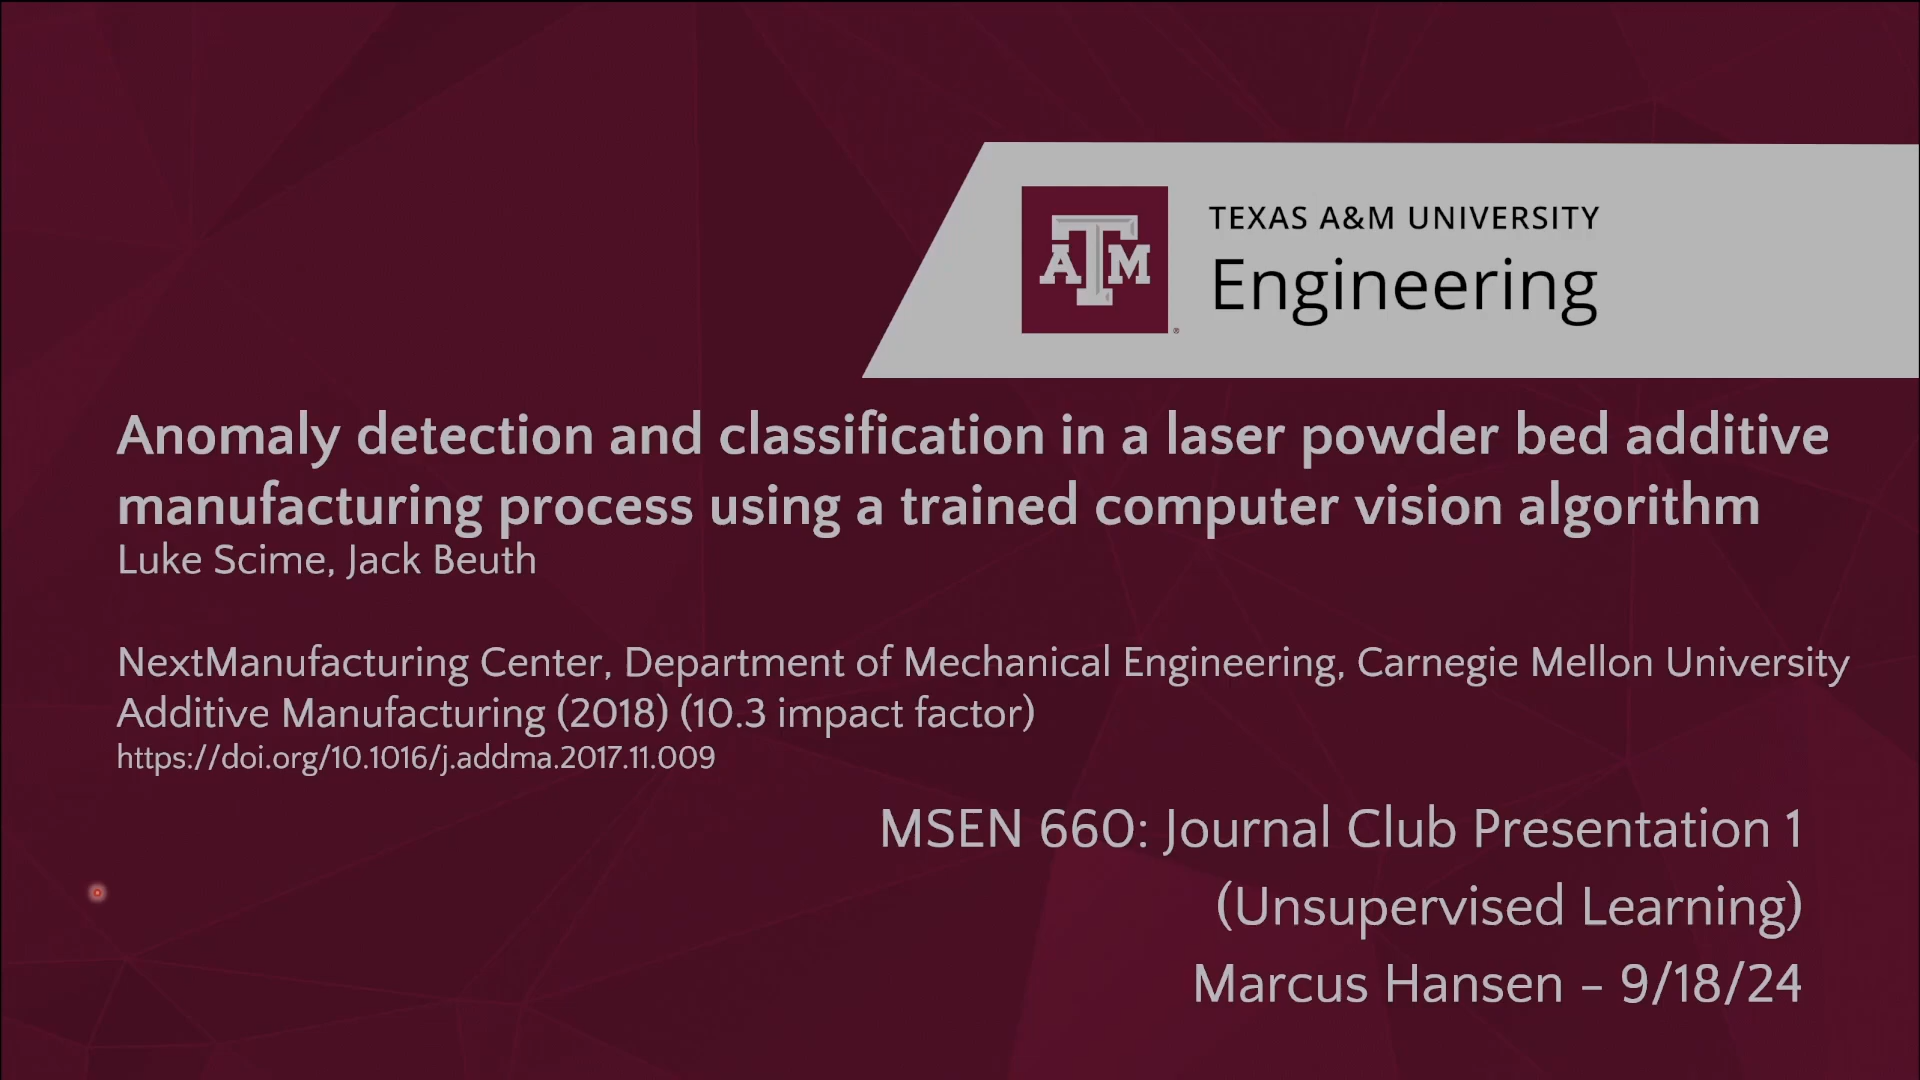 TEXAS A&M UNIVERSITY
Engineering
ATM
Anomaly detection and classification in a laser powder bed additive
manufacturing process using a trained computer vision algorithm
Luke Scime, Jack Beuth
NextManufacturing Center, Department of Mechanical Engineering, Carnegie Mellon University
Additive Manufacturing (2018) (10.3 impact factor)
https://doi.org/10.1016/j.addma.2017.11.009
MSEN 660: Journal Club Presentation 1
(Unsupervised Learning)
Marcus Hansen – 9/18/24